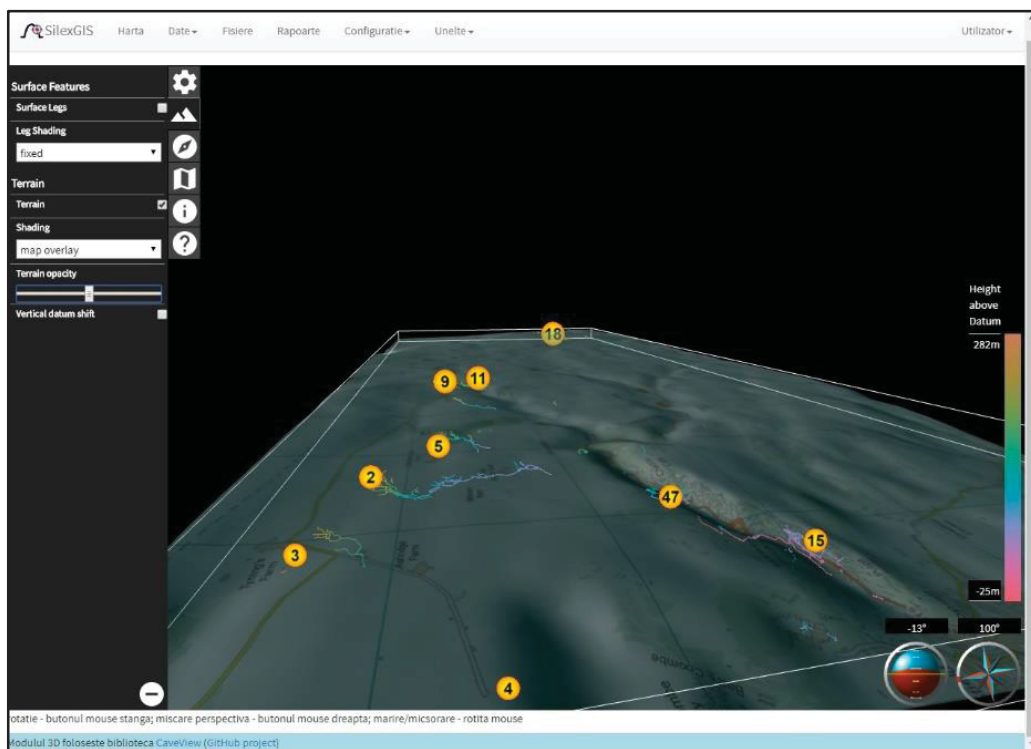 SilexGIS Harta Date Fisiere Rapoarte Configuratie Unelte Utilizator
Surface Features
Surface Legs
Leg Shading
fixed
Terrain
Terrain
Shading
map overlay
Terrain opacity
Vertical datum shift
Height
above
Datum
282m
18
9 11
5
2
47
15
3
4
-25m
-13° 100°
rotatie - butonul mouse stanga; miscare perspectiva - butonul mouse dreapta; marire/micsorare - rotita mouse
Modulul 3D foloseste biblioteca CaveView (GitHub project)